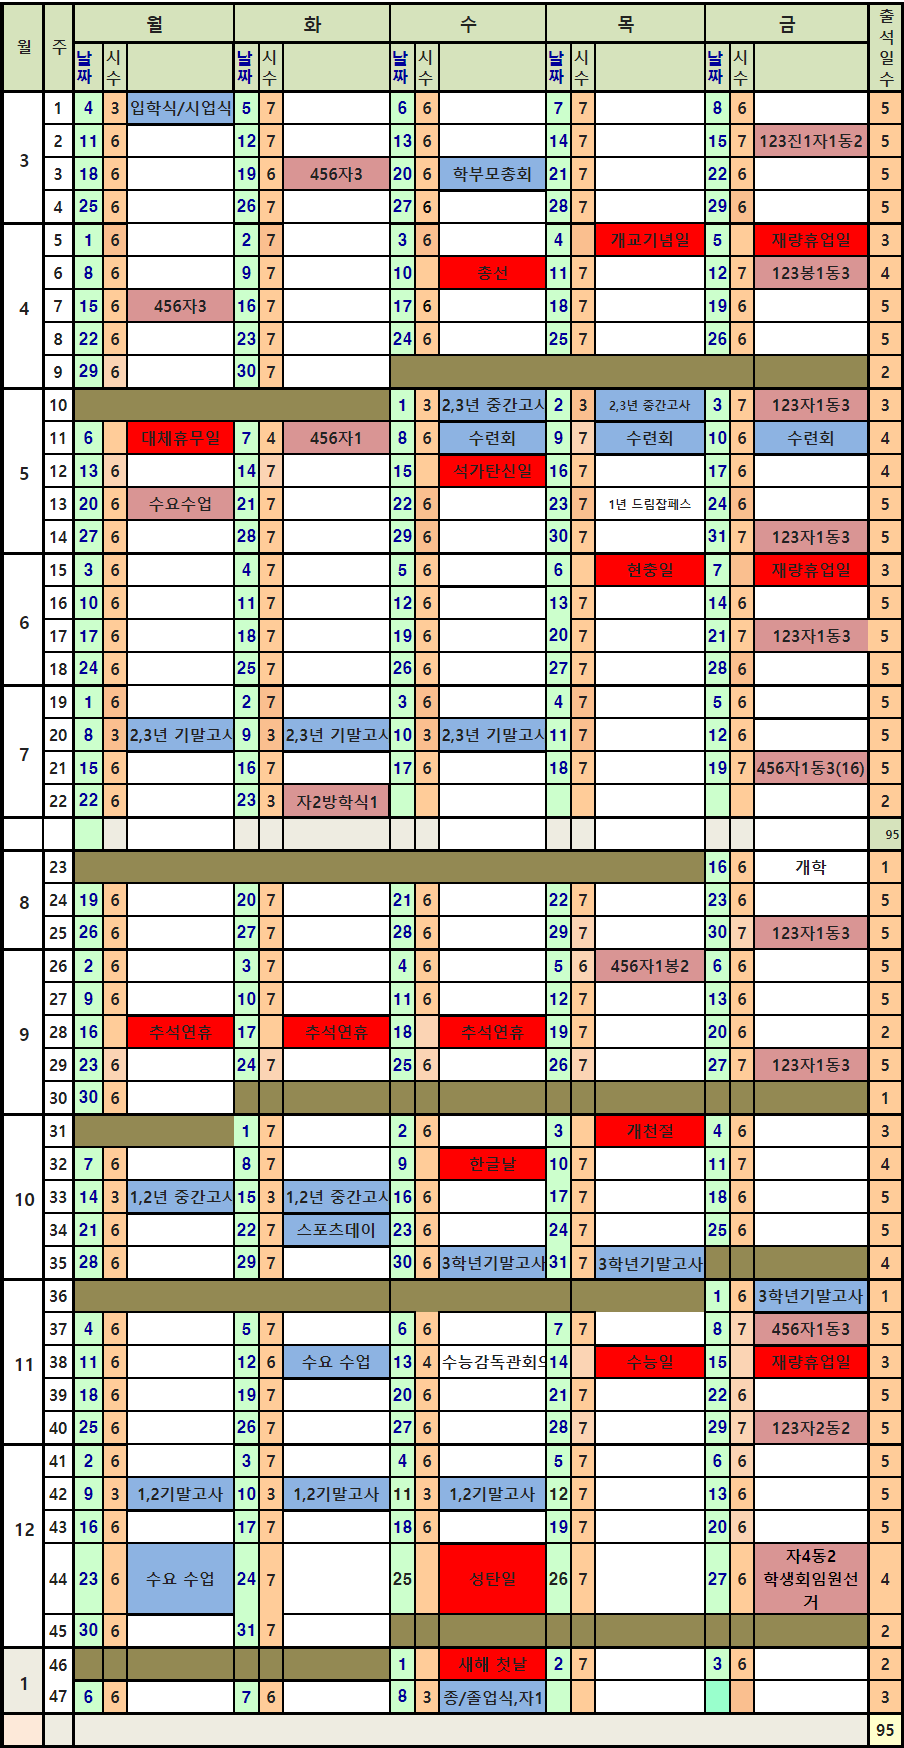 월 주 월 화 수 목 금 출석일수
날짜 시수 날짜 시수 날짜 시수 날짜 시수 날짜 시수
3 1 4 3 입학식/시업식 5 7 6 6 7 7 8 6 5
2 11 6 12 7 13 6 14 7 15 7 123진1자1동2 5
3 18 6 19 6 456자3 20 6 학부모총회 21 7 22 6 5
4 25 6 26 7 27 6 28 7 29 6 5
4 5 1 6 2 7 3 6 4 개교기념일 5 재량휴업일 3
6 8 6 9 7 10 총선 11 7 12 7 123봉1동3 4
7 15 6 456자3 16 7 17 6 18 7 19 6 5
8 22 6 23 7 24 6 25 7 26 6 5
9 29 6 30 7 2
5 10 1 3 2,3년 중간고사 2 3 2,3년 중간고사 3 7 123자1동3 3
11 6 대체휴무일 7 4 456자1 8 6 수련회 9 7 수련회 10 6 수련회 4
12 13 6 14 7 15 석가탄신일 16 7 17 6 4
13 20 6 수요수업 21 7 22 6 23 7 1년 드림잡페스 24 6 5
14 27 6 28 7 29 6 30 7 31 7 123자1동3 5
6 15 3 6 4 7 5 6 6 현충일 7 재량휴업일 3
16 10 6 11 7 12 6 13 7 14 6 5
17 17 6 18 7 19 6 20 7 21 7 123자1동3 5
18 24 6 25 7 26 6 27 7 28 6 5
7 19 1 6 2 7 3 6 4 7 5 6 5
20 8 3 2,3년 기말고사 9 3 2,3년 기말고사 10 3 2,3년 기말고사 11 7 12 6 5
21 15 6 16 7 17 6 18 7 19 7 456자1동3(16) 5
22 22 6 23 3 자2방학식1 2
95
8 23 16 6 개학 1
24 19 6 20 7 21 6 22 7 23 6 5
25 26 6 27 7 28 6 29 7 30 7 123자1동3 5
9 26 2 6 3 7 4 6 5 6 456자1봉2 6 6 5
27 9 6 10 7 11 6 12 7 13 6 5
28 16 추석연휴 17 추석연휴 18 추석연휴 19 7 20 6 2
29 23 6 24 7 25 6 26 7 27 7 123자1동3 5
30 30 6 1
10 31 1 7 2 6 3 개천절 4 6 3
32 7 6 8 7 9 한글날 10 7 11 7 4
33 14 3 1,2년 중간고사 15 3 1,2년 중간고사 16 6 17 7 18 6 5
34 21 6 22 7 스포츠데이 23 6 24 7 25 6 5
35 28 6 29 7 30 6 3학년기말고사 31 7 3학년기말고사 4
11 36 1 6 3학년기말고사 1
37 4 6 5 7 6 6 7 7 8 7 456자1동3 5
38 11 6 12 6 수요 수업 13 4 수능감독관회의 14 수능일 15 재량휴업일 3
39 18 6 19 7 20 6 21 7 22 6 5
40 25 6 26 7 27 6 28 7 29 7 123자2동2 5
12 41 2 6 3 7 4 6 5 7 6 6 5
42 9 3 1,2기말고사 10 3 1,2기말고사 11 3 1,2기말고사 12 7 13 6 5
43 16 6 17 7 18 6 19 7 20 6 5
44 23 6 수요 수업 24 7 25 성탄일 26 7 27 6 자4동2 학생회임원선거 4
45 30 6 31 7 2
1 46 1 새해 첫날 2 7 3 6 2
47 6 6 7 6 8 3 종/졸업식,자1 3
95